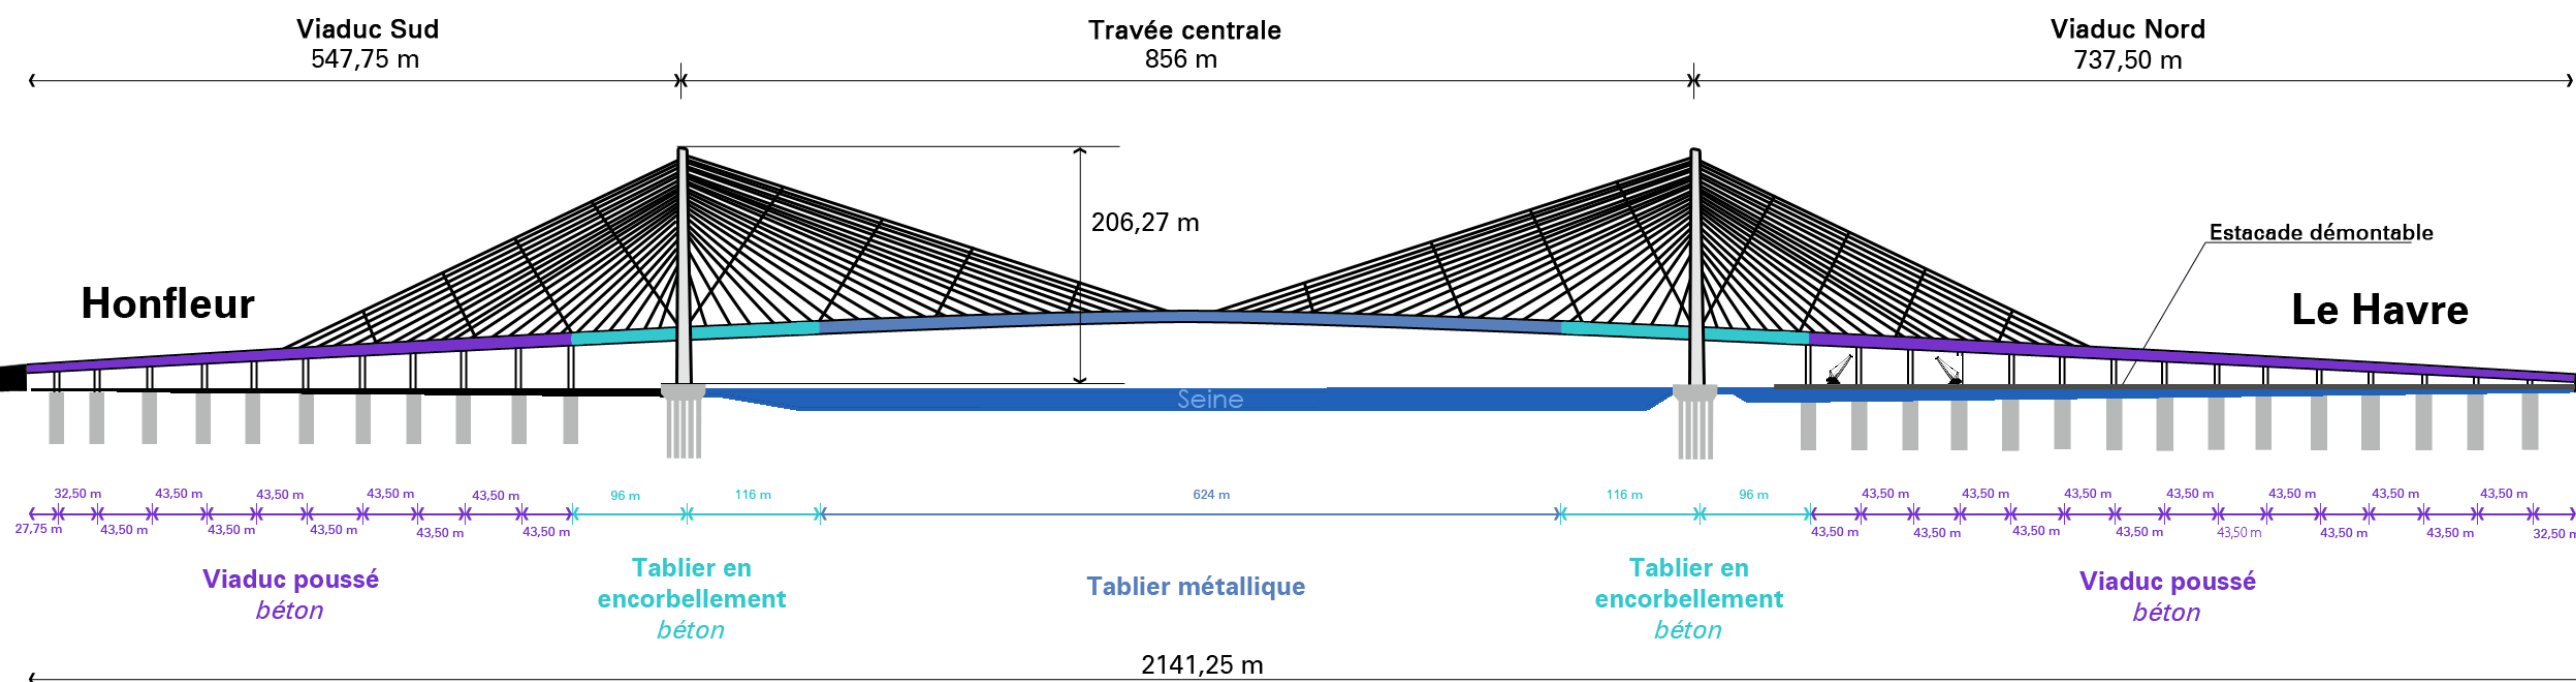 Viaduc Sud
547,75 m
Travée centrale
856 m
Viaduc Nord
737,50 m
206,27 m
Estacade démontable
Honfleur
Le Havre
Seine
32,50 m 43,50 m 43,50 m 43,50 m 43,50 m 96 m 116 m 624 m 116 m 96 m 43,50 m 43,50 m 43,50 m 43,50 m 43,50 m 43,50 m 43,50 m
27,75 m 43,50 m 43,50 m 43,50 m 43,50 m 43,50 m 43,50 m 43,50 m 43,50 m 43,50 m 43,50 m 43,50 m 43,50 m 32,50 m
Viaduc poussé
béton
Tablier en
encorbellement
béton
Tablier métallique
Tablier en
encorbellement
béton
Viaduc poussé
béton
2141,25 m